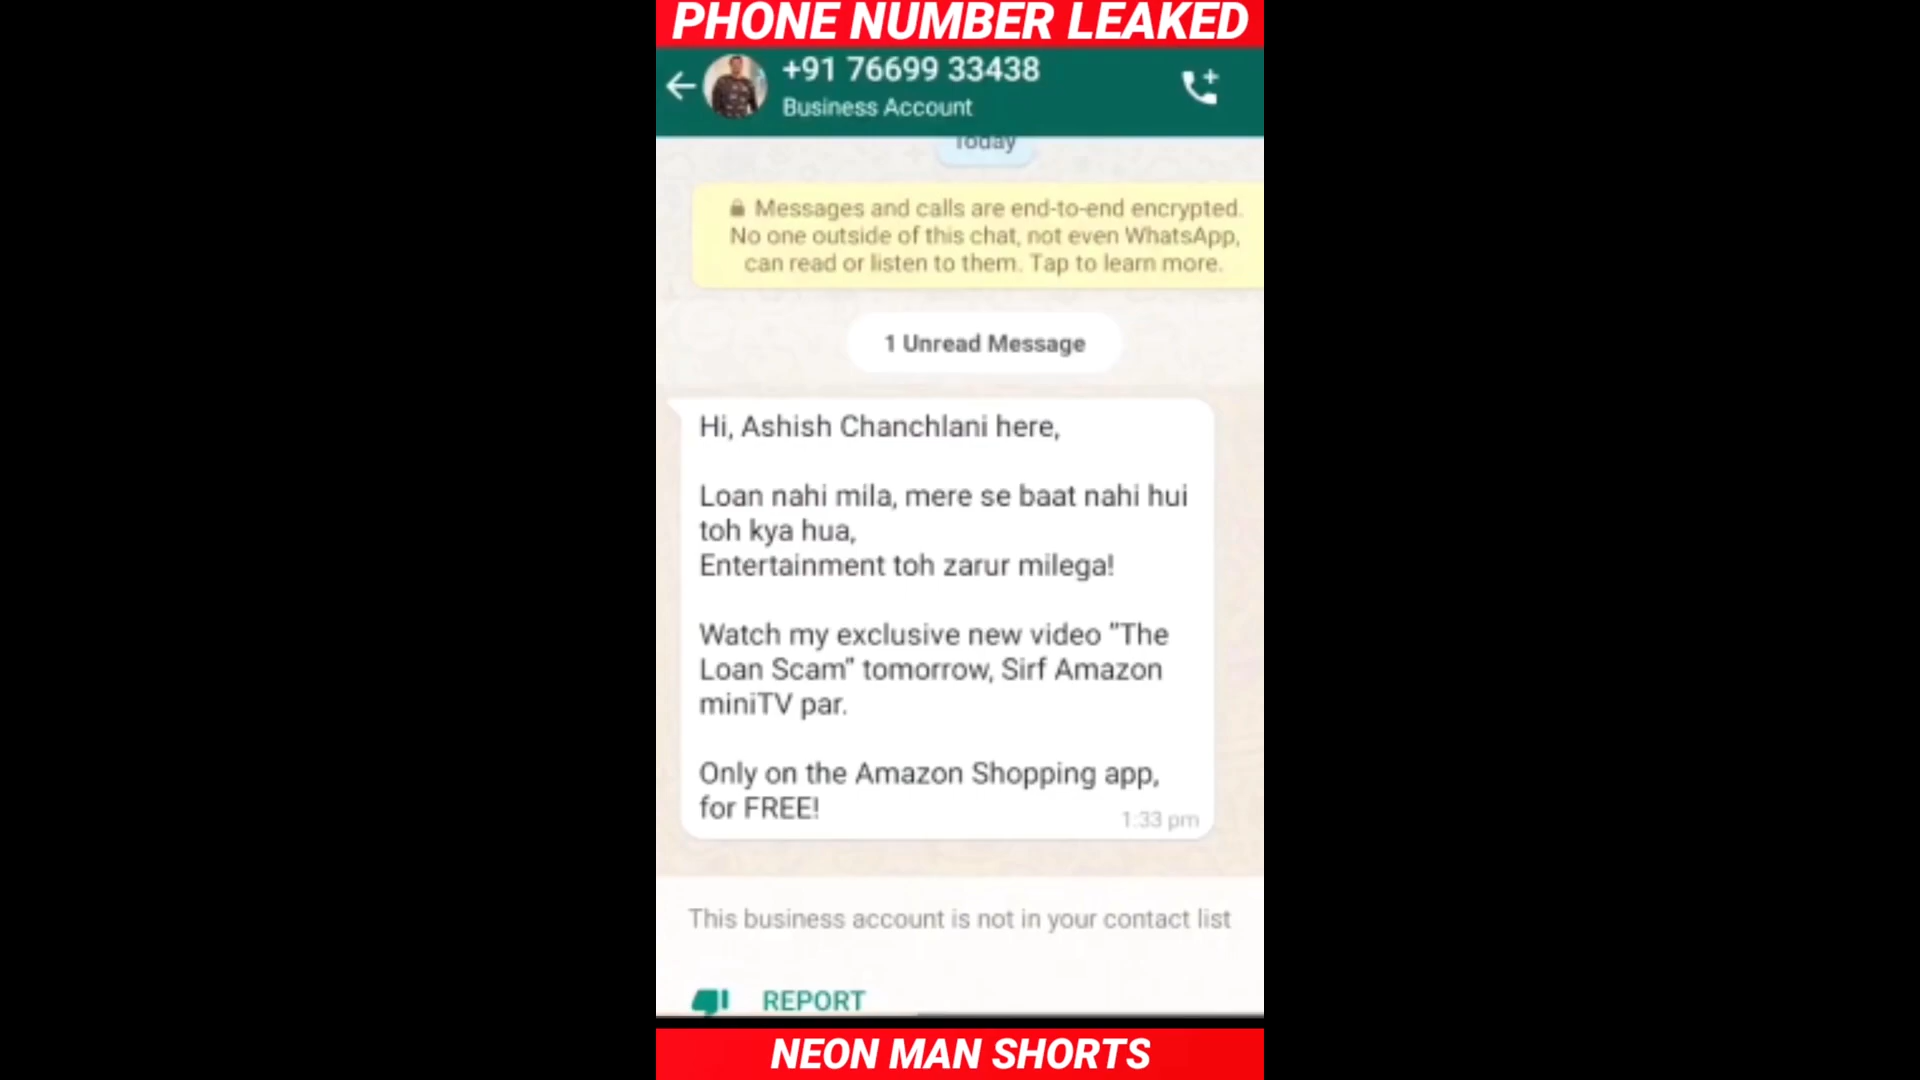 PHONE NUMBER LEAKED
+91 76699 33438
Business Account
Today
Messages and calls are end-to-end encrypted.
No one outside of this chat, not even WhatsApp,
can read or listen to them. Tap to learn more.
1 Unread Message
Hi, Ashish Chanchlani here,
Loan nahi mila, mere se baat nahi hui
toh kya hua,
Entertainment toh zarur milega!
Watch my exclusive new video "The
Loan Scam" tomorrow, Sirf Amazon
miniTV par.
Only on the Amazon Shopping app,
for FREE!
1:33 pm
This business account is not in your contact list
REPORT
NEON MAN SHORTS